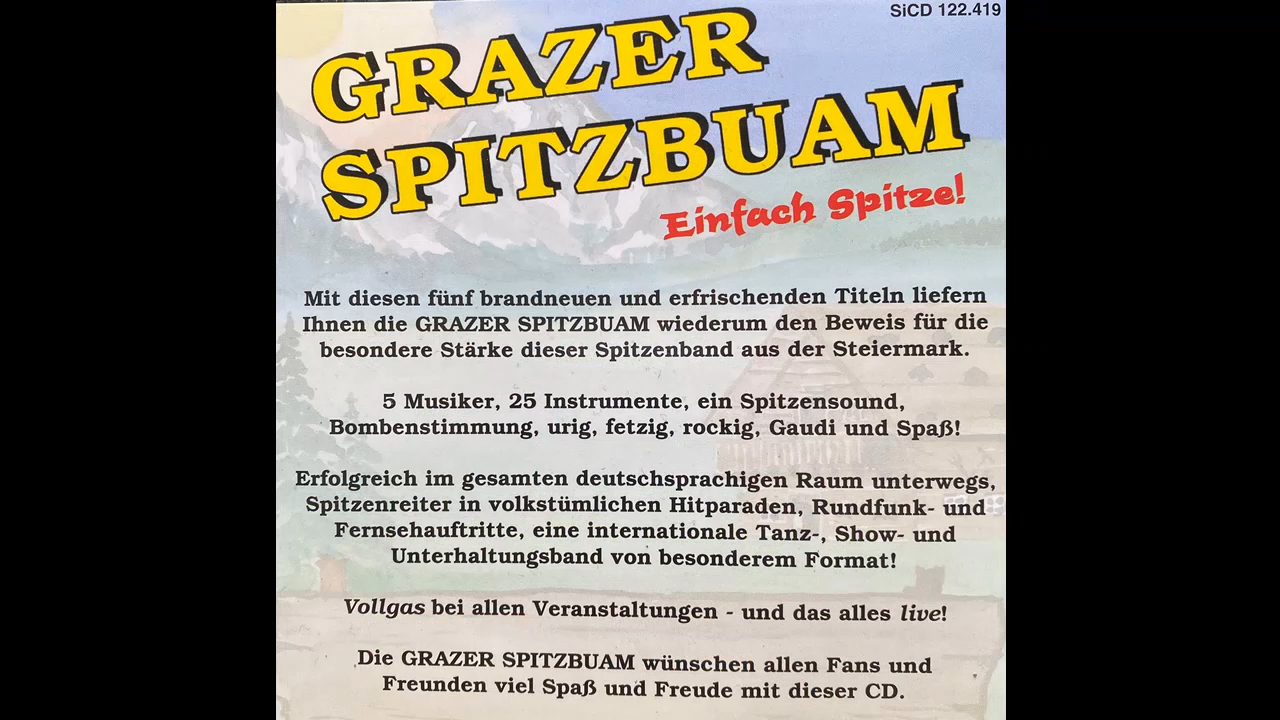 SiCD 122.419
GRAZER
SPITZBUAM
Einfach Spitze!
Mit diesen fünf brandneuen und erfrischenden Titeln liefern
Ihnen die GRAZER SPITZBUAM wiederum den Beweis für die
besondere Stärke dieser Spitzenband aus der Steiermark.
5 Musiker, 25 Instrumente, ein Spitzensound,
Bombenstimmung, urig, fetzig, rockig, Gaudi und Spaß!
Erfolgreich im gesamten deutschsprachigen Raum unterwegs,
Spitzenreiter in volkstümlichen Hitparaden, Rundfunk- und
Fernsehauftritte, eine internationale Tanz-, Show- und
Unterhaltungsband von besonderem Format!
Vollgas bei allen Veranstaltungen - und das alles live!
Die GRAZER SPITZBUAM wünschen allen Fans und
Freunden viel Spaß und Freude mit dieser CD.